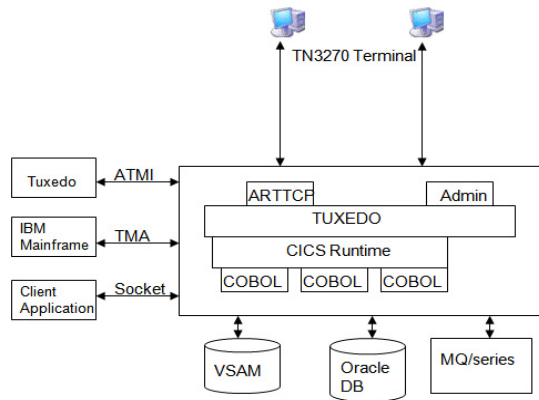 TN3270 Terminal
Tuxedo
ATMI
ARTTCP
Admin
TUXEDO
IBM
Mainframe
TMA
CICS Runtime
COBOL
COBOL
COBOL
Client
Application
Socket
VSAM
Oracle
DB
MQ/series